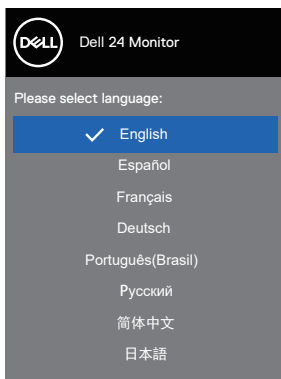 DELL
Dell 24 Monitor
Please select language:
English
Español
Français
Deutsch
Português(Brasil)
Русский
简体中文
日本語